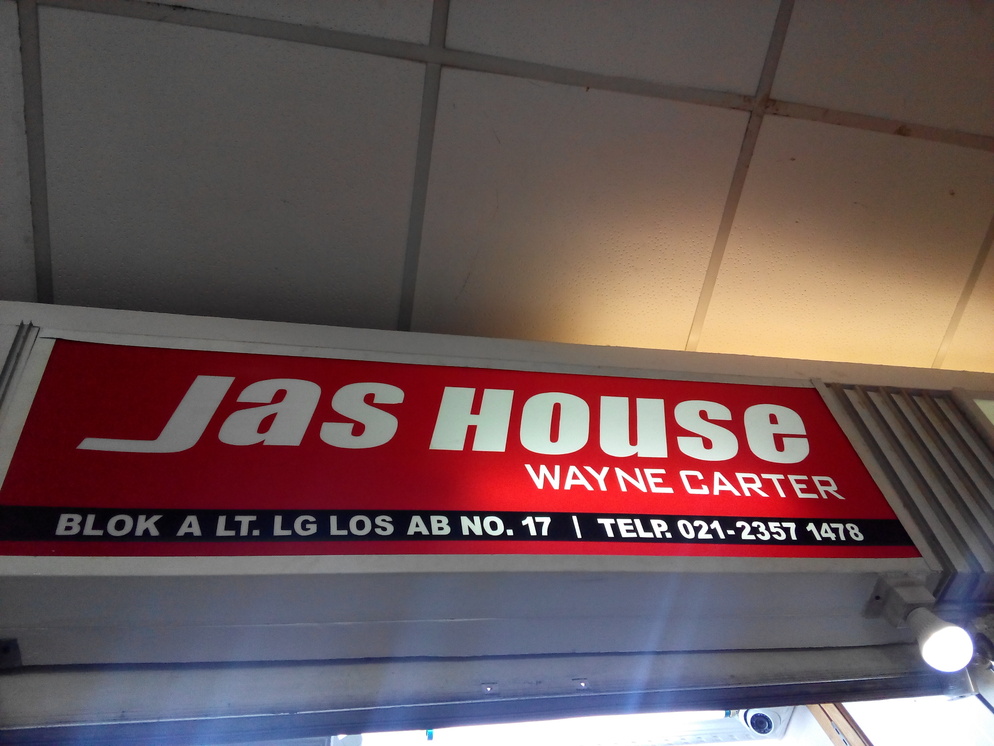 Jas House
WAYNE CARTER
BLOK A LT. LG LOS AB NO. 17 | TELP. 021-2357 1478